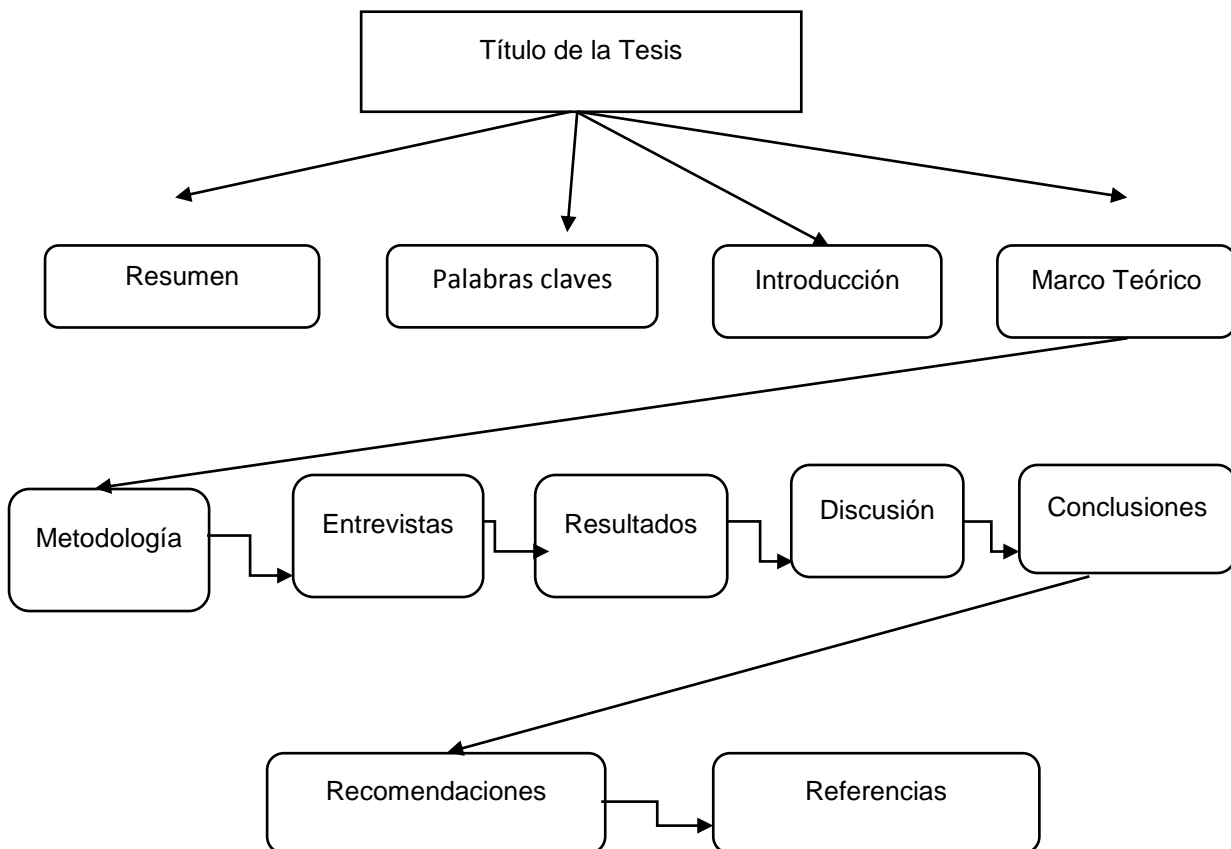 Título de la Tesis
Resumen
Palabras claves
Introducción
Marco Teórico
Metodología
Entrevistas
Resultados
Discusión
Conclusiones
Recomendaciones
Referencias